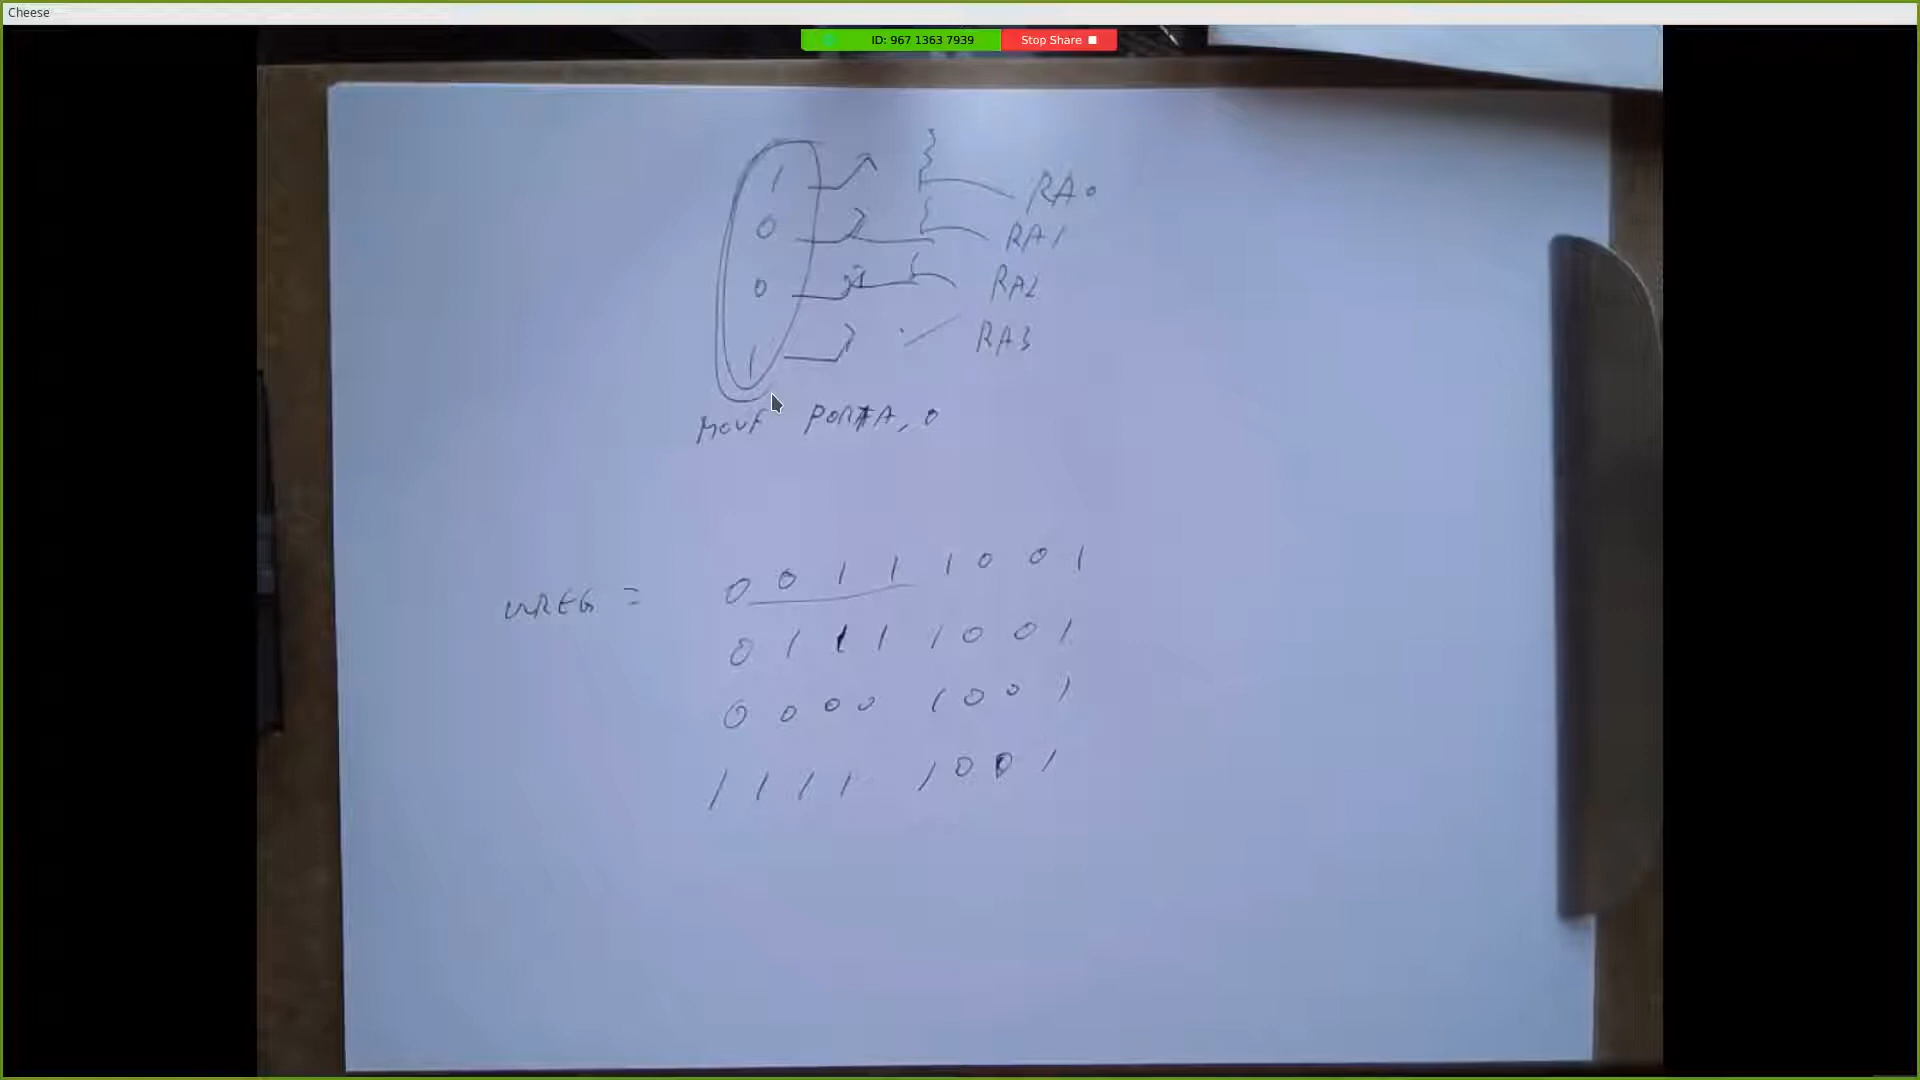 Cheese
ID: 967 1363 7939 Stop Share
1 RA0
0 RA1
0 RA2
1 RA3
MOVF PORTA, 0
WREG = 0 0 1 1 1 0 0 1
0 1 1 1 1 0 0 1
0 0 0 0 1 0 0 1
1 1 1 1 1 0 0 1